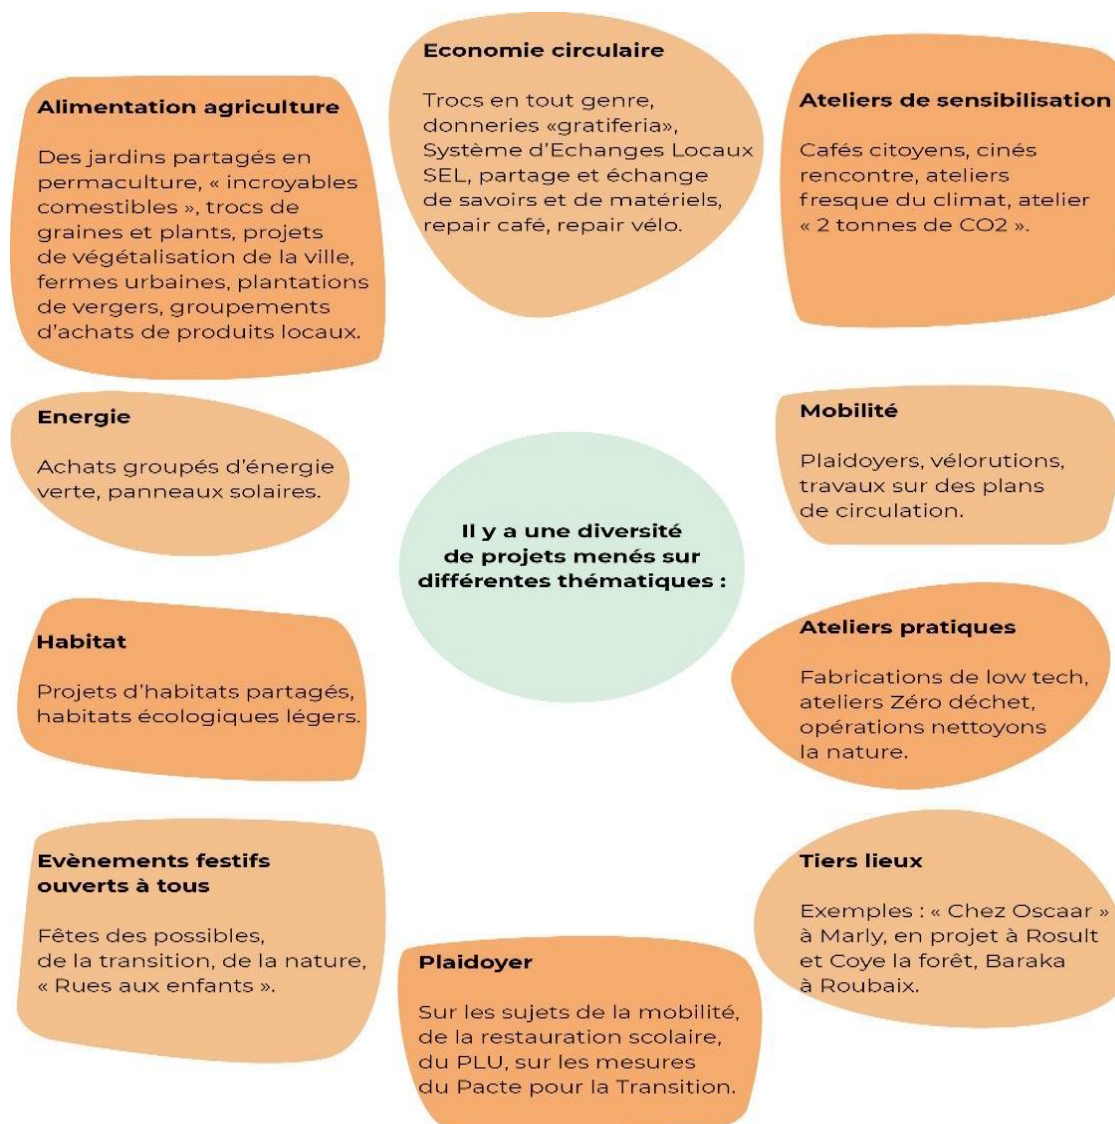 Economie circulaire
Trocs en tout genre,
donneries «gratiferia»,
Système d'Echanges Locaux
SEL, partage et échange
de savoirs et de matériels,
repair café, repair vélo.
Alimentation agriculture
Des jardins partagés en
permaculture, « incroyables
comestibles », trocs de
graines et plants, projets
de végétalisation de la ville,
fermes urbaines, plantations
de vergers, groupements
d'achats de produits locaux.
Ateliers de sensibilisation
Cafés citoyens, cinés
rencontre, ateliers
fresque du climat, atelier
« 2 tonnes de CO2 ».
Energie
Achats groupés d'énergie
verte, panneaux solaires.
Mobilité
Plaidoyers, vélorutions,
travaux sur des plans
de circulation.
Il y a une diversité
de projets menés sur
différentes thématiques :
Habitat
Projets d'habitats partagés,
habitats écologiques légers.
Ateliers pratiques
Fabrications de low tech,
ateliers Zéro déchet,
opérations nettoyons
la nature.
Evènements festifs
ouverts à tous
Fêtes des possibles,
de la transition, de la nature,
« Rues aux enfants ».
Tiers lieux
Exemples : « Chez Oscaar »
à Marly, en projet à Rosult
et Coye la forêt, Baraka
à Roubaix.
Plaidoyer
Sur les sujets de la mobilité,
de la restauration scolaire,
du PLU, sur les mesures
du Pacte pour la Transition.